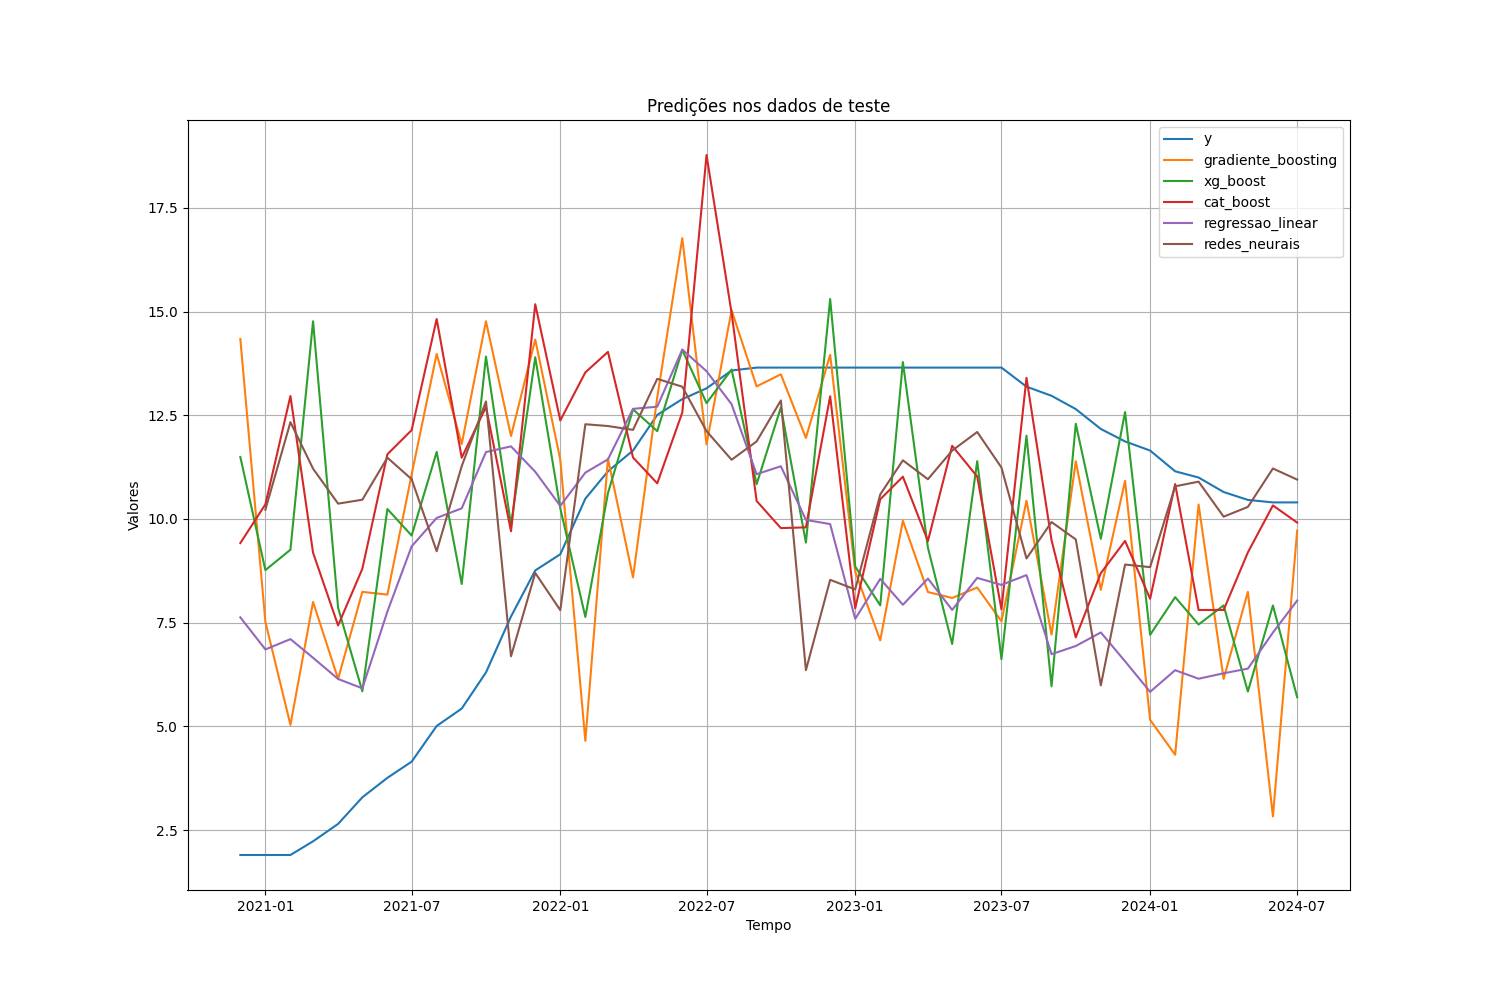 Predições nos dados de teste
y
gradiente_boosting
xg_boost
cat_boost
regressao_linear
redes_neurais
Valores
17.5
15.0
12.5
10.0
7.5
5.0
2.5
2021-01 2021-07 2022-01 2022-07 2023-01 2023-07 2024-01 2024-07
Tempo